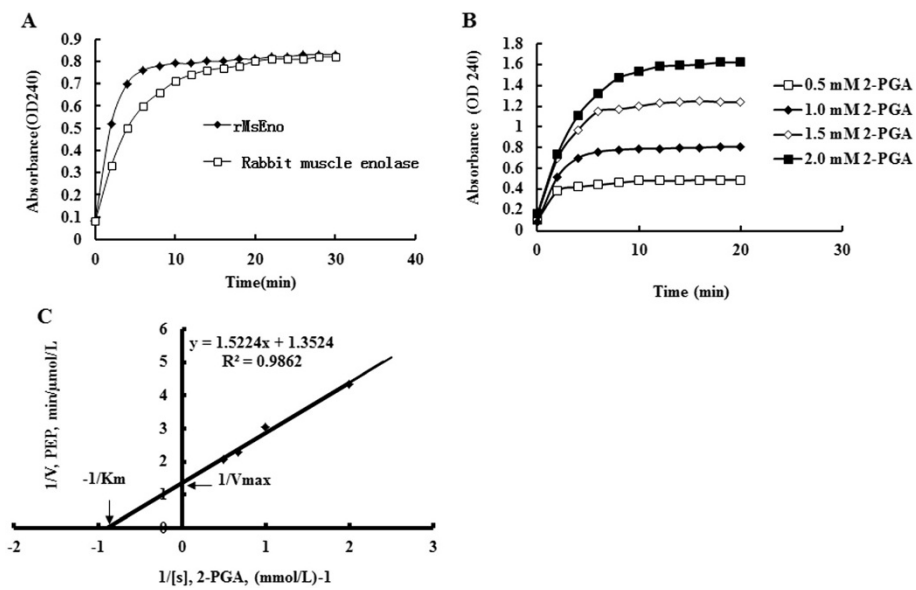 A
Absorbance(OD240)
0.9
0.8
0.7
0.6
0.5
0.4
0.3
0.2
0.1
0
rMsEno
Rabbit muscle enolase
0 10 20 30 40
Time(min)
B
Absorbance (OD 240)
1.8
1.6
1.4
1.2
1
0.8
0.6
0.4
0.2
0
0.5 mM 2-PGA
1.0 mM 2-PGA
1.5 mM 2-PGA
2.0 mM 2-PGA
0 10 20 30
Time (min)
C
1/V, PEP, min/μmol/L
6
5
4
3
2
1
0
y = 1.5224x + 1.3524
R² = 0.9862
-1/Km
1/Vmax
-2 -1 0 1 2 3
1/[s], 2-PGA, (mmol/L)-1